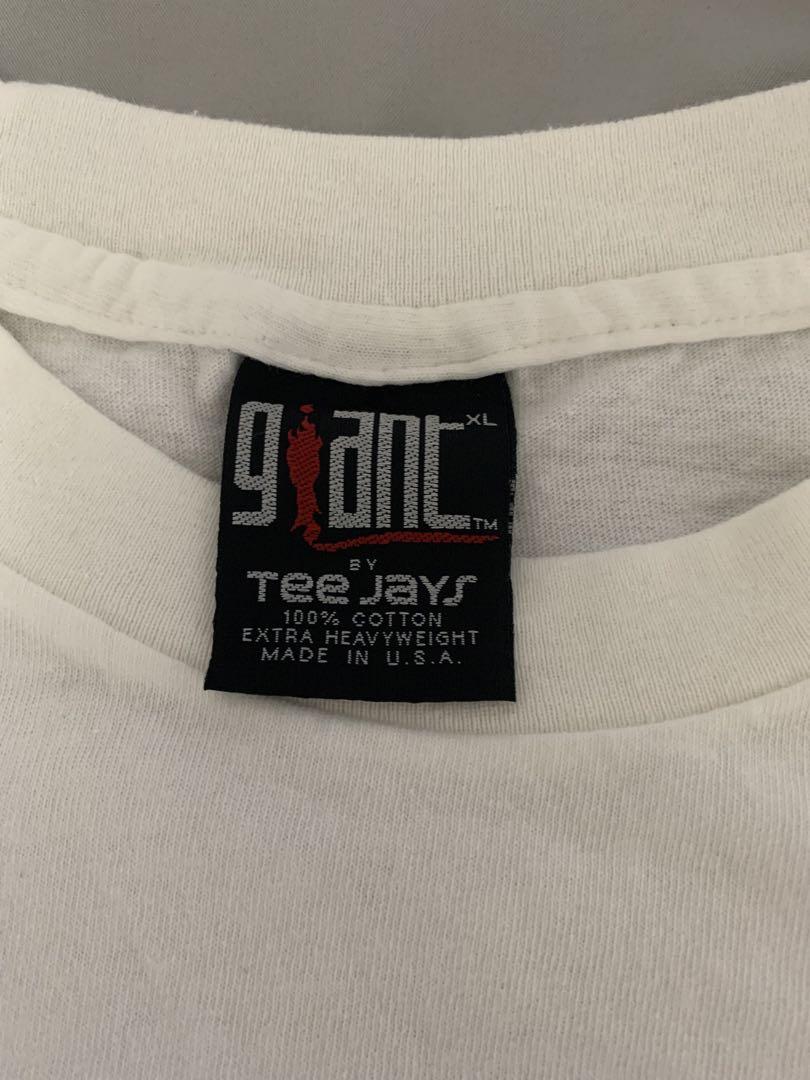 giant XL
TM
BY
Tee Jays
100% COTTON
EXTRA HEAVYWEIGHT
MADE IN U.S.A.